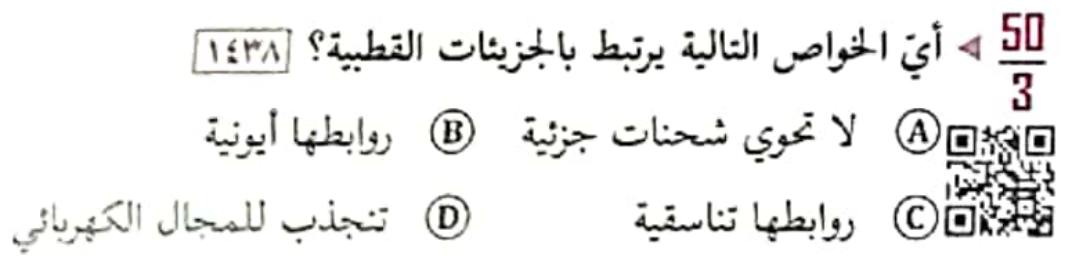 50/3 ◁ أيّ الخواص التالية يرتبط بالجزيئات القطبية؟ ١٤٣٨
Ⓐ لا تحوي شحنات جزئية Ⓑ روابطها أيونية
Ⓒ روابطها تناسقية Ⓓ تنجذب للمجال الكهربائي